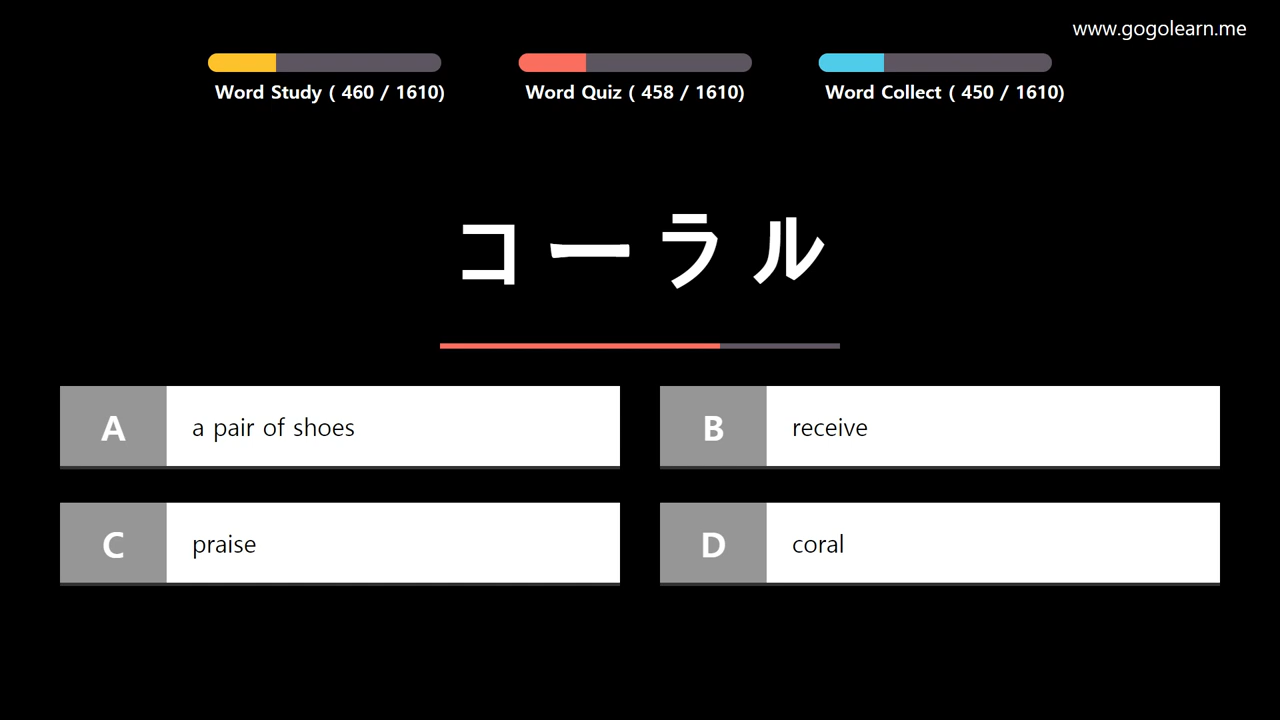 www.gogolearn.me
Word Study ( 460 / 1610)
Word Quiz ( 458 / 1610)
Word Collect ( 450 / 1610)
コーラル
A a pair of shoes
B receive
C praise
D coral